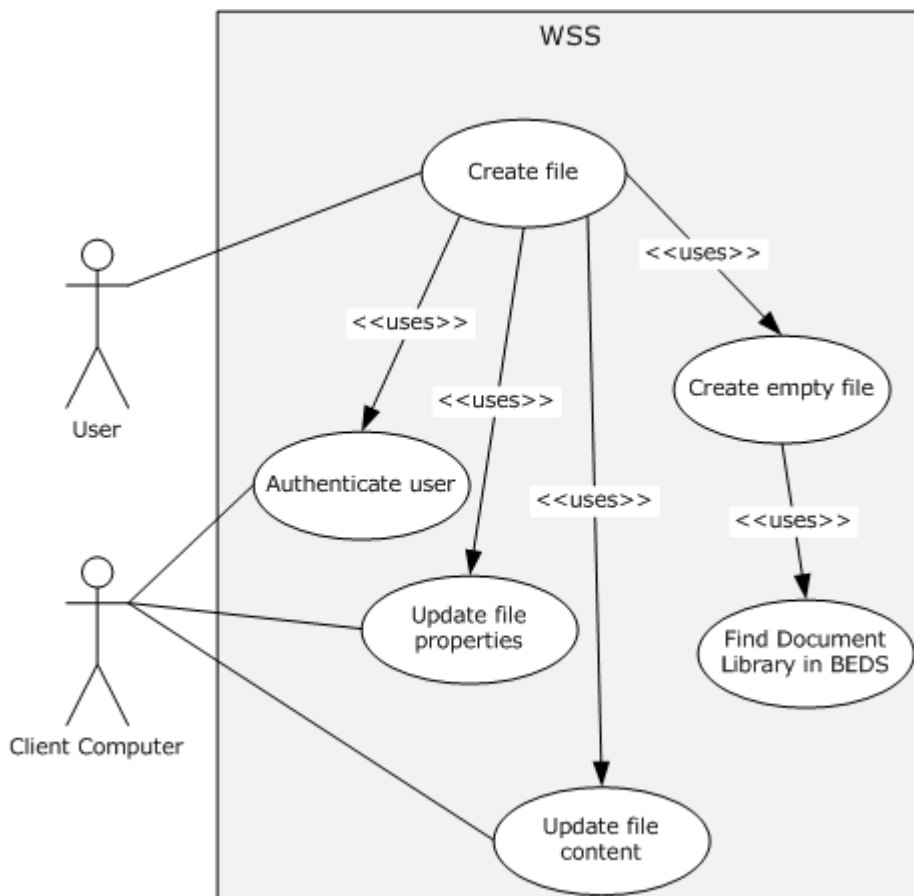 WSS
Create file
<<uses>>
<<uses>>
Create empty file
<<uses>>
User
Authenticate user
<<uses>>
<<uses>>
Update file
properties
Find Document
Library in BEDS
Client Computer
Update file
content